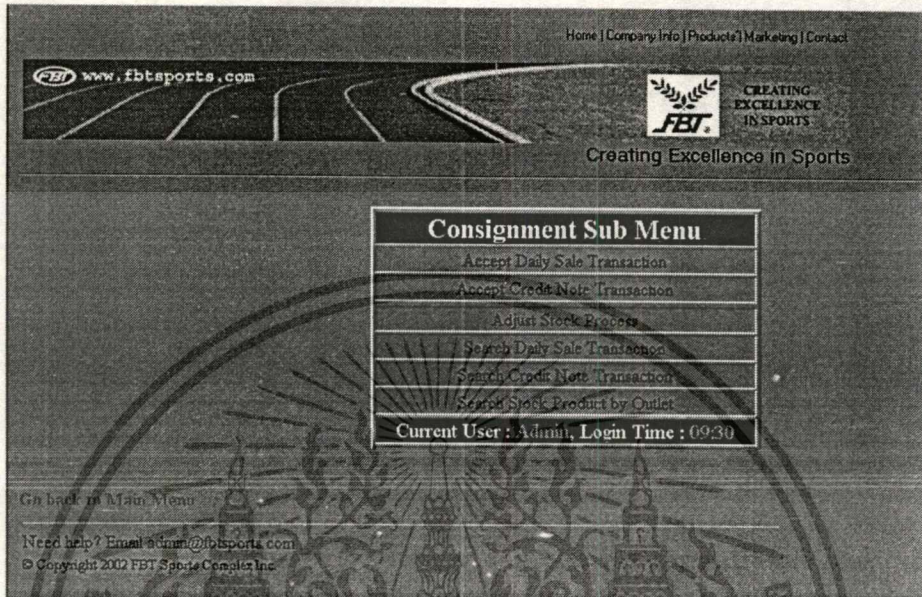 Home | Company Info | Products | Marketing | Contact
FBT www.fbtsports.com
CREATING
EXCELLENCE
IN SPORTS
FBT
Creating Excellence in Sports
Consignment Sub Menu
Accept Daily Sale Transaction
Accept Credit Note Transaction
Adjust Stock Process
Search Daily Sale Transaction
Search Credit Note Transaction
Search Stock Product by Outlet
Current User : Admin, Login Time : 09:30
Go back to Main Menu
Need help? Email admin@fbtsports.com
© Copyright 2002 FBT Sports Complex Inc.